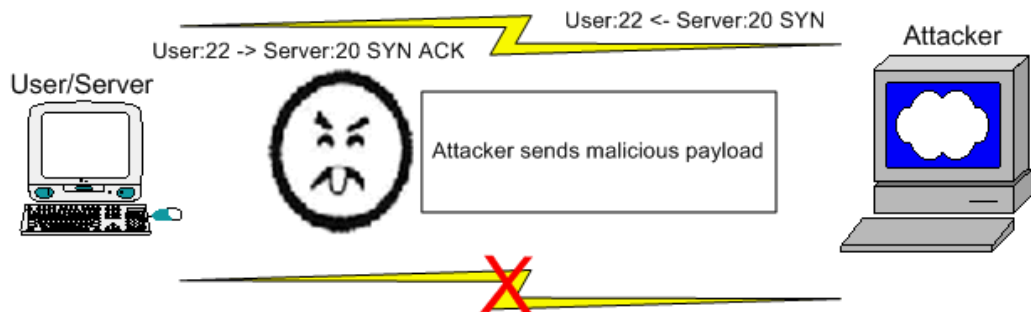 User:22 <- Server:20 SYN
User:22 -> Server:20 SYN ACK
Attacker
User/Server
Attacker sends malicious payload